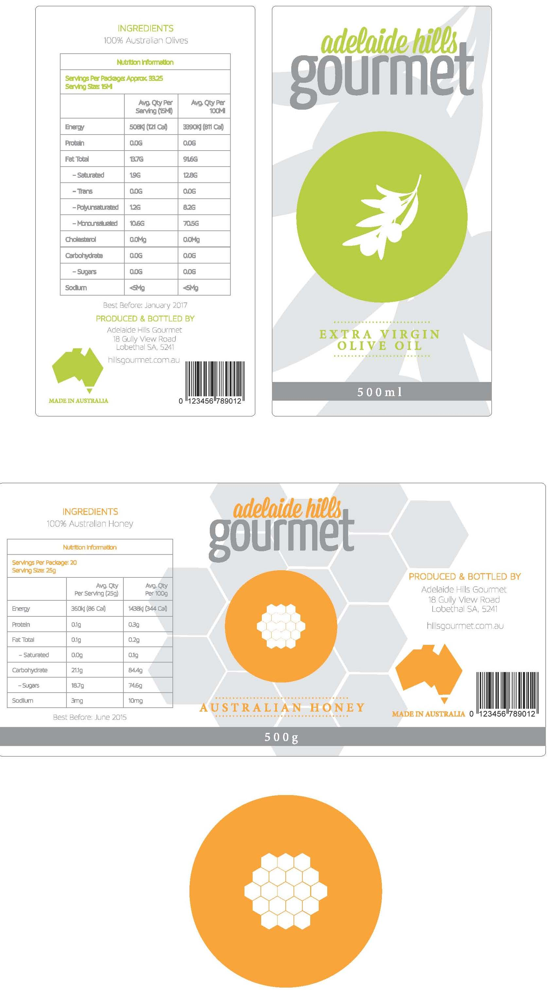 INGREDIENTS
100% Australian Olives
Nutrition Information
Servings Per Package: Approx. 33.25
Serving Size: 15Ml
Avg. Qty Per Serving (15Ml) Avg. Qty Per 100Ml
Energy 508Kj (121 Cal) 3390Kj (811 Cal)
Protein 0.0G 0.0G
Fat Total 13.7G 91.6G
– Saturated 1.9G 12.8G
– Trans 0.0G 0.0G
– Polyunsaturated 1.2G 8.2G
– Monounsaturated 10.6G 70.5G
Cholesterol 0.0Mg 0.0Mg
Carbohydrate 0.0G 0.0G
– Sugars 0.0G 0.0G
Sodium <5Mg <5Mg
Best Before: January 2017
PRODUCED & BOTTLED BY
Adelaide Hills Gourmet
18 Gully View Road
Lobethal SA, 5241
hillsgourmet.com.au
MADE IN AUSTRALIA
0 123456 789012
adelaide hills
gourmet
EXTRA VIRGIN
OLIVE OIL
500ml
INGREDIENTS
100% Australian Honey
Nutrition Information
Servings Per Package: 20
Serving Size: 25g
Avg. Qty Per Serving (25g) Avg. Qty Per 100g
Energy 360kj (86 Cal) 1438kj (344 Cal)
Protein 0.1g 0.3g
Fat Total 0.1g 0.2g
– Saturated 0.0g 0.1g
Carbohydrate 21.1g 84.4g
– Sugars 18.7g 74.6g
Sodium 3mg 10mg
Best Before: June 2015
adelaide hills
gourmet
AUSTRALIAN HONEY
500g
PRODUCED & BOTTLED BY
Adelaide Hills Gourmet
18 Gully View Road
Lobethal SA, 5241
hillsgourmet.com.au
MADE IN AUSTRALIA
0 123456 789012